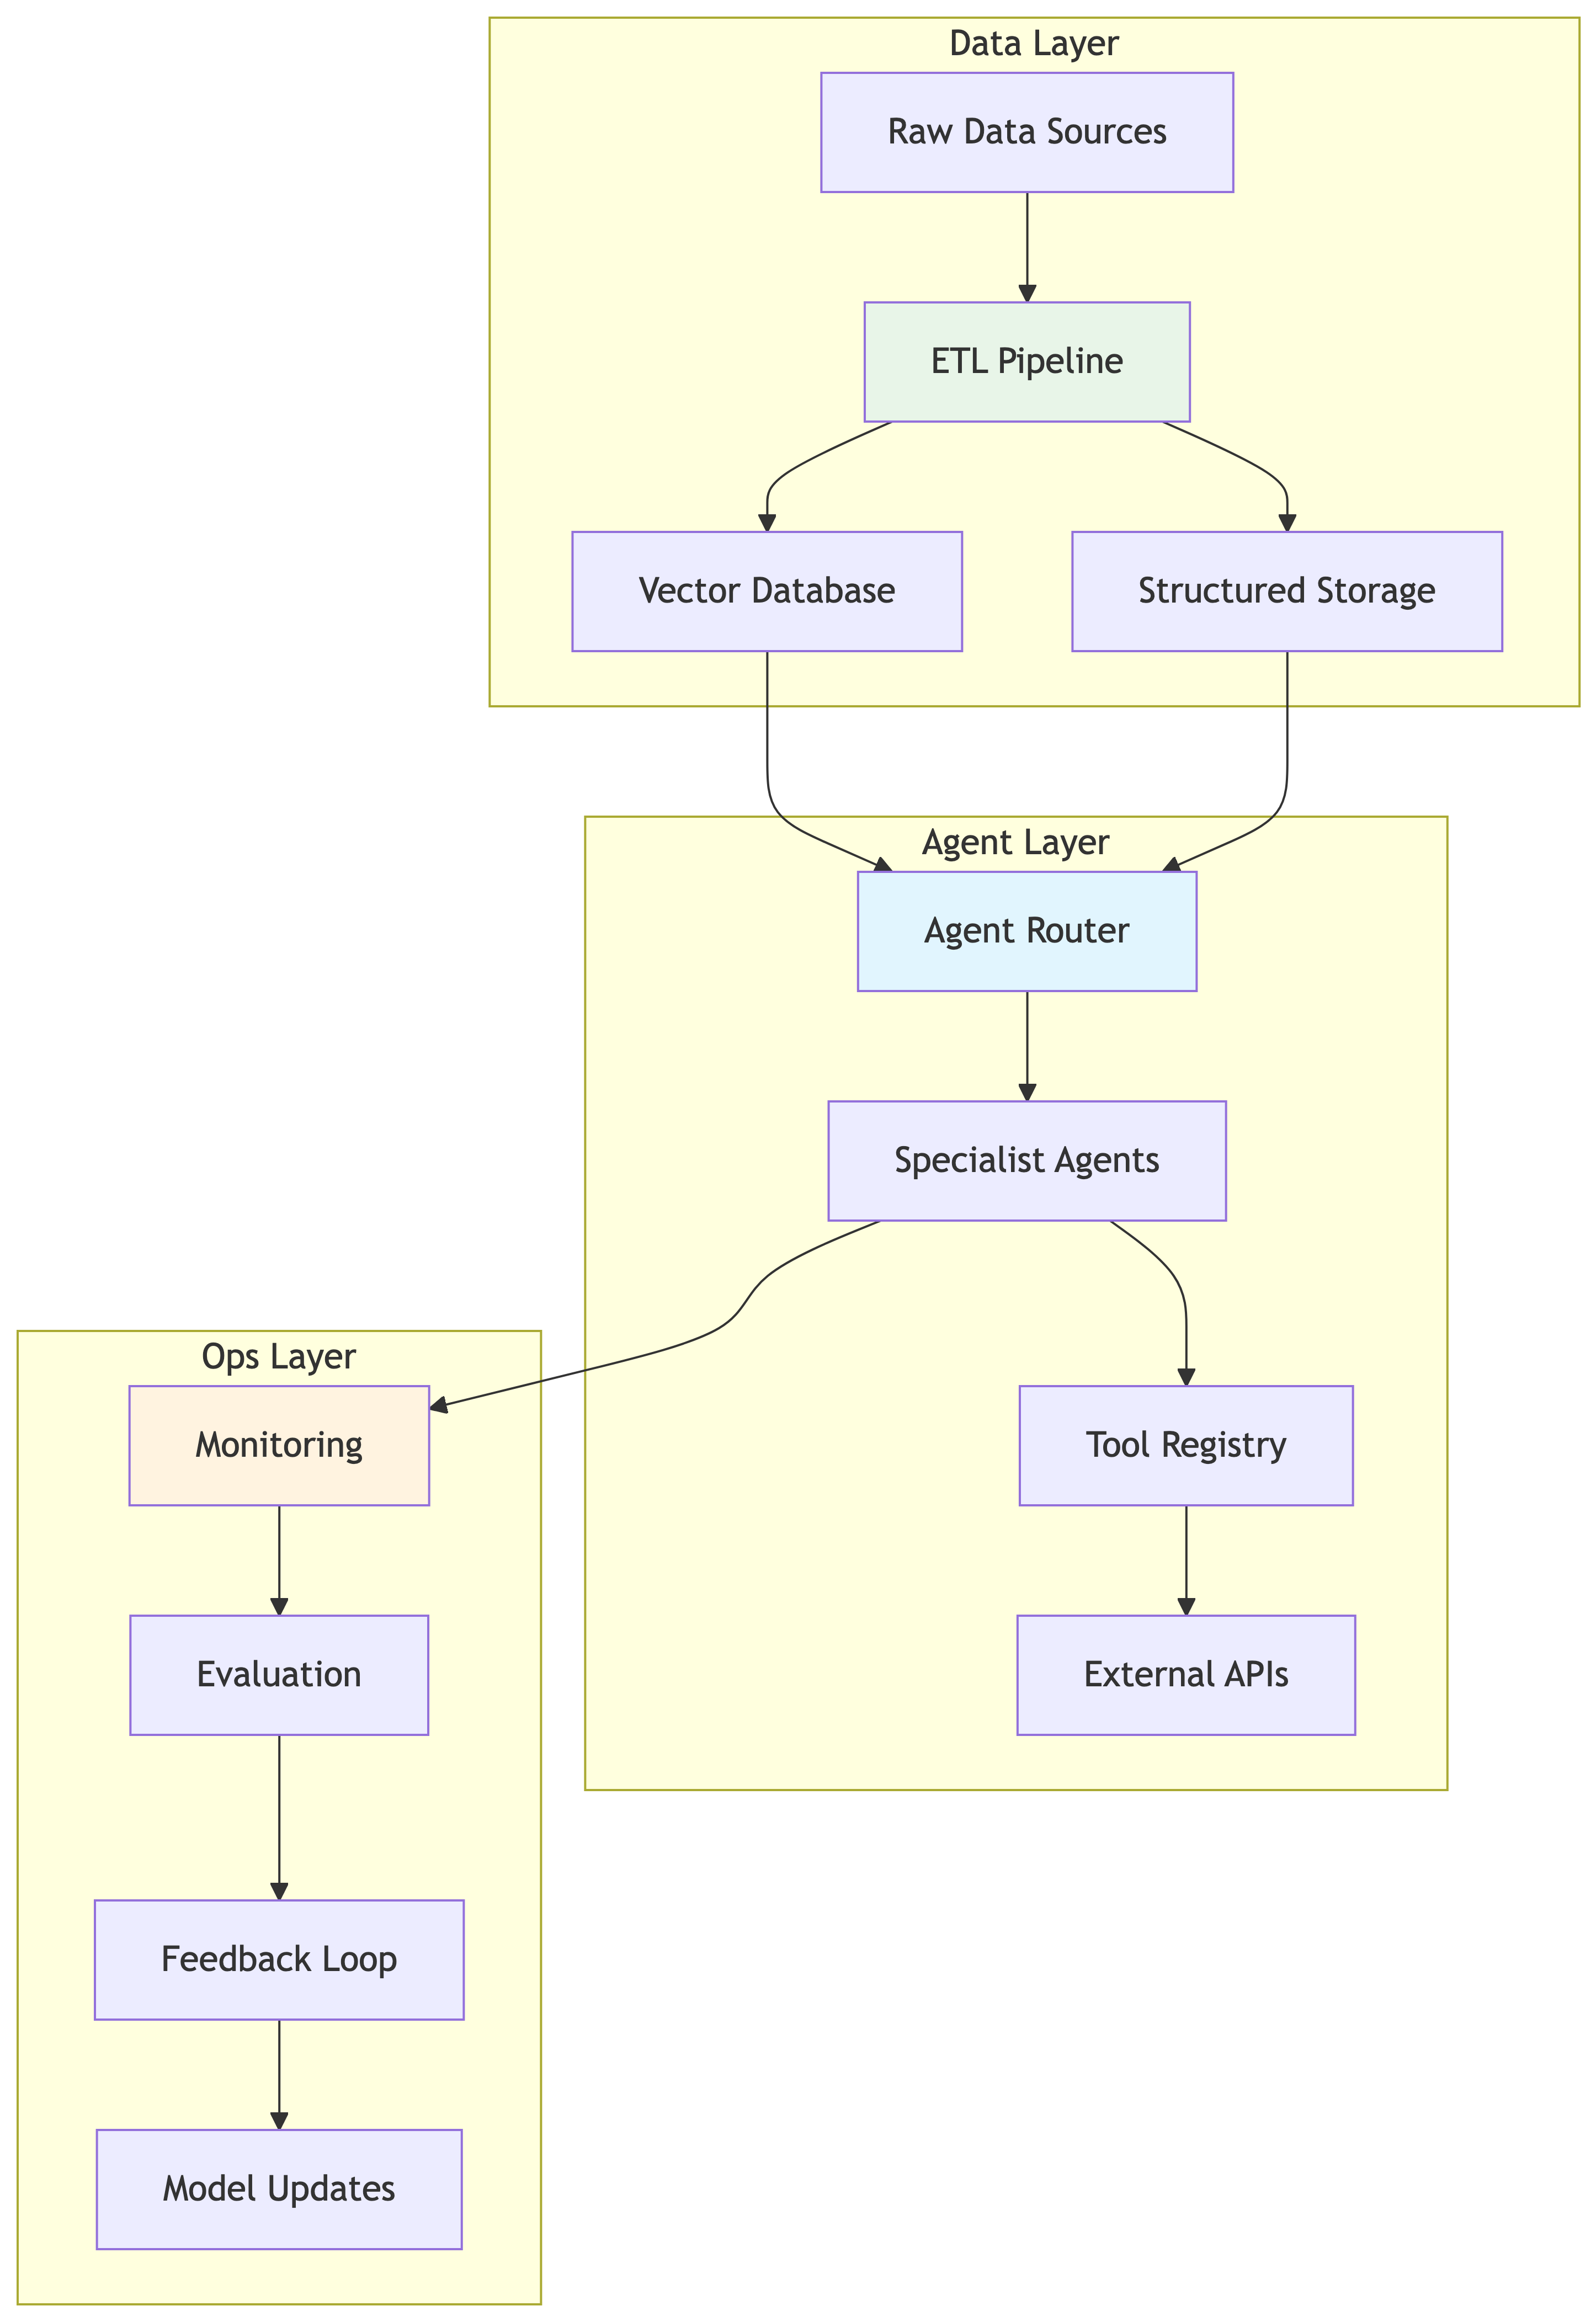 Data Layer
Raw Data Sources
ETL Pipeline
Vector Database
Structured Storage
Agent Layer
Agent Router
Specialist Agents
Ops Layer
Monitoring
Tool Registry
Evaluation
External APIs
Feedback Loop
Model Updates